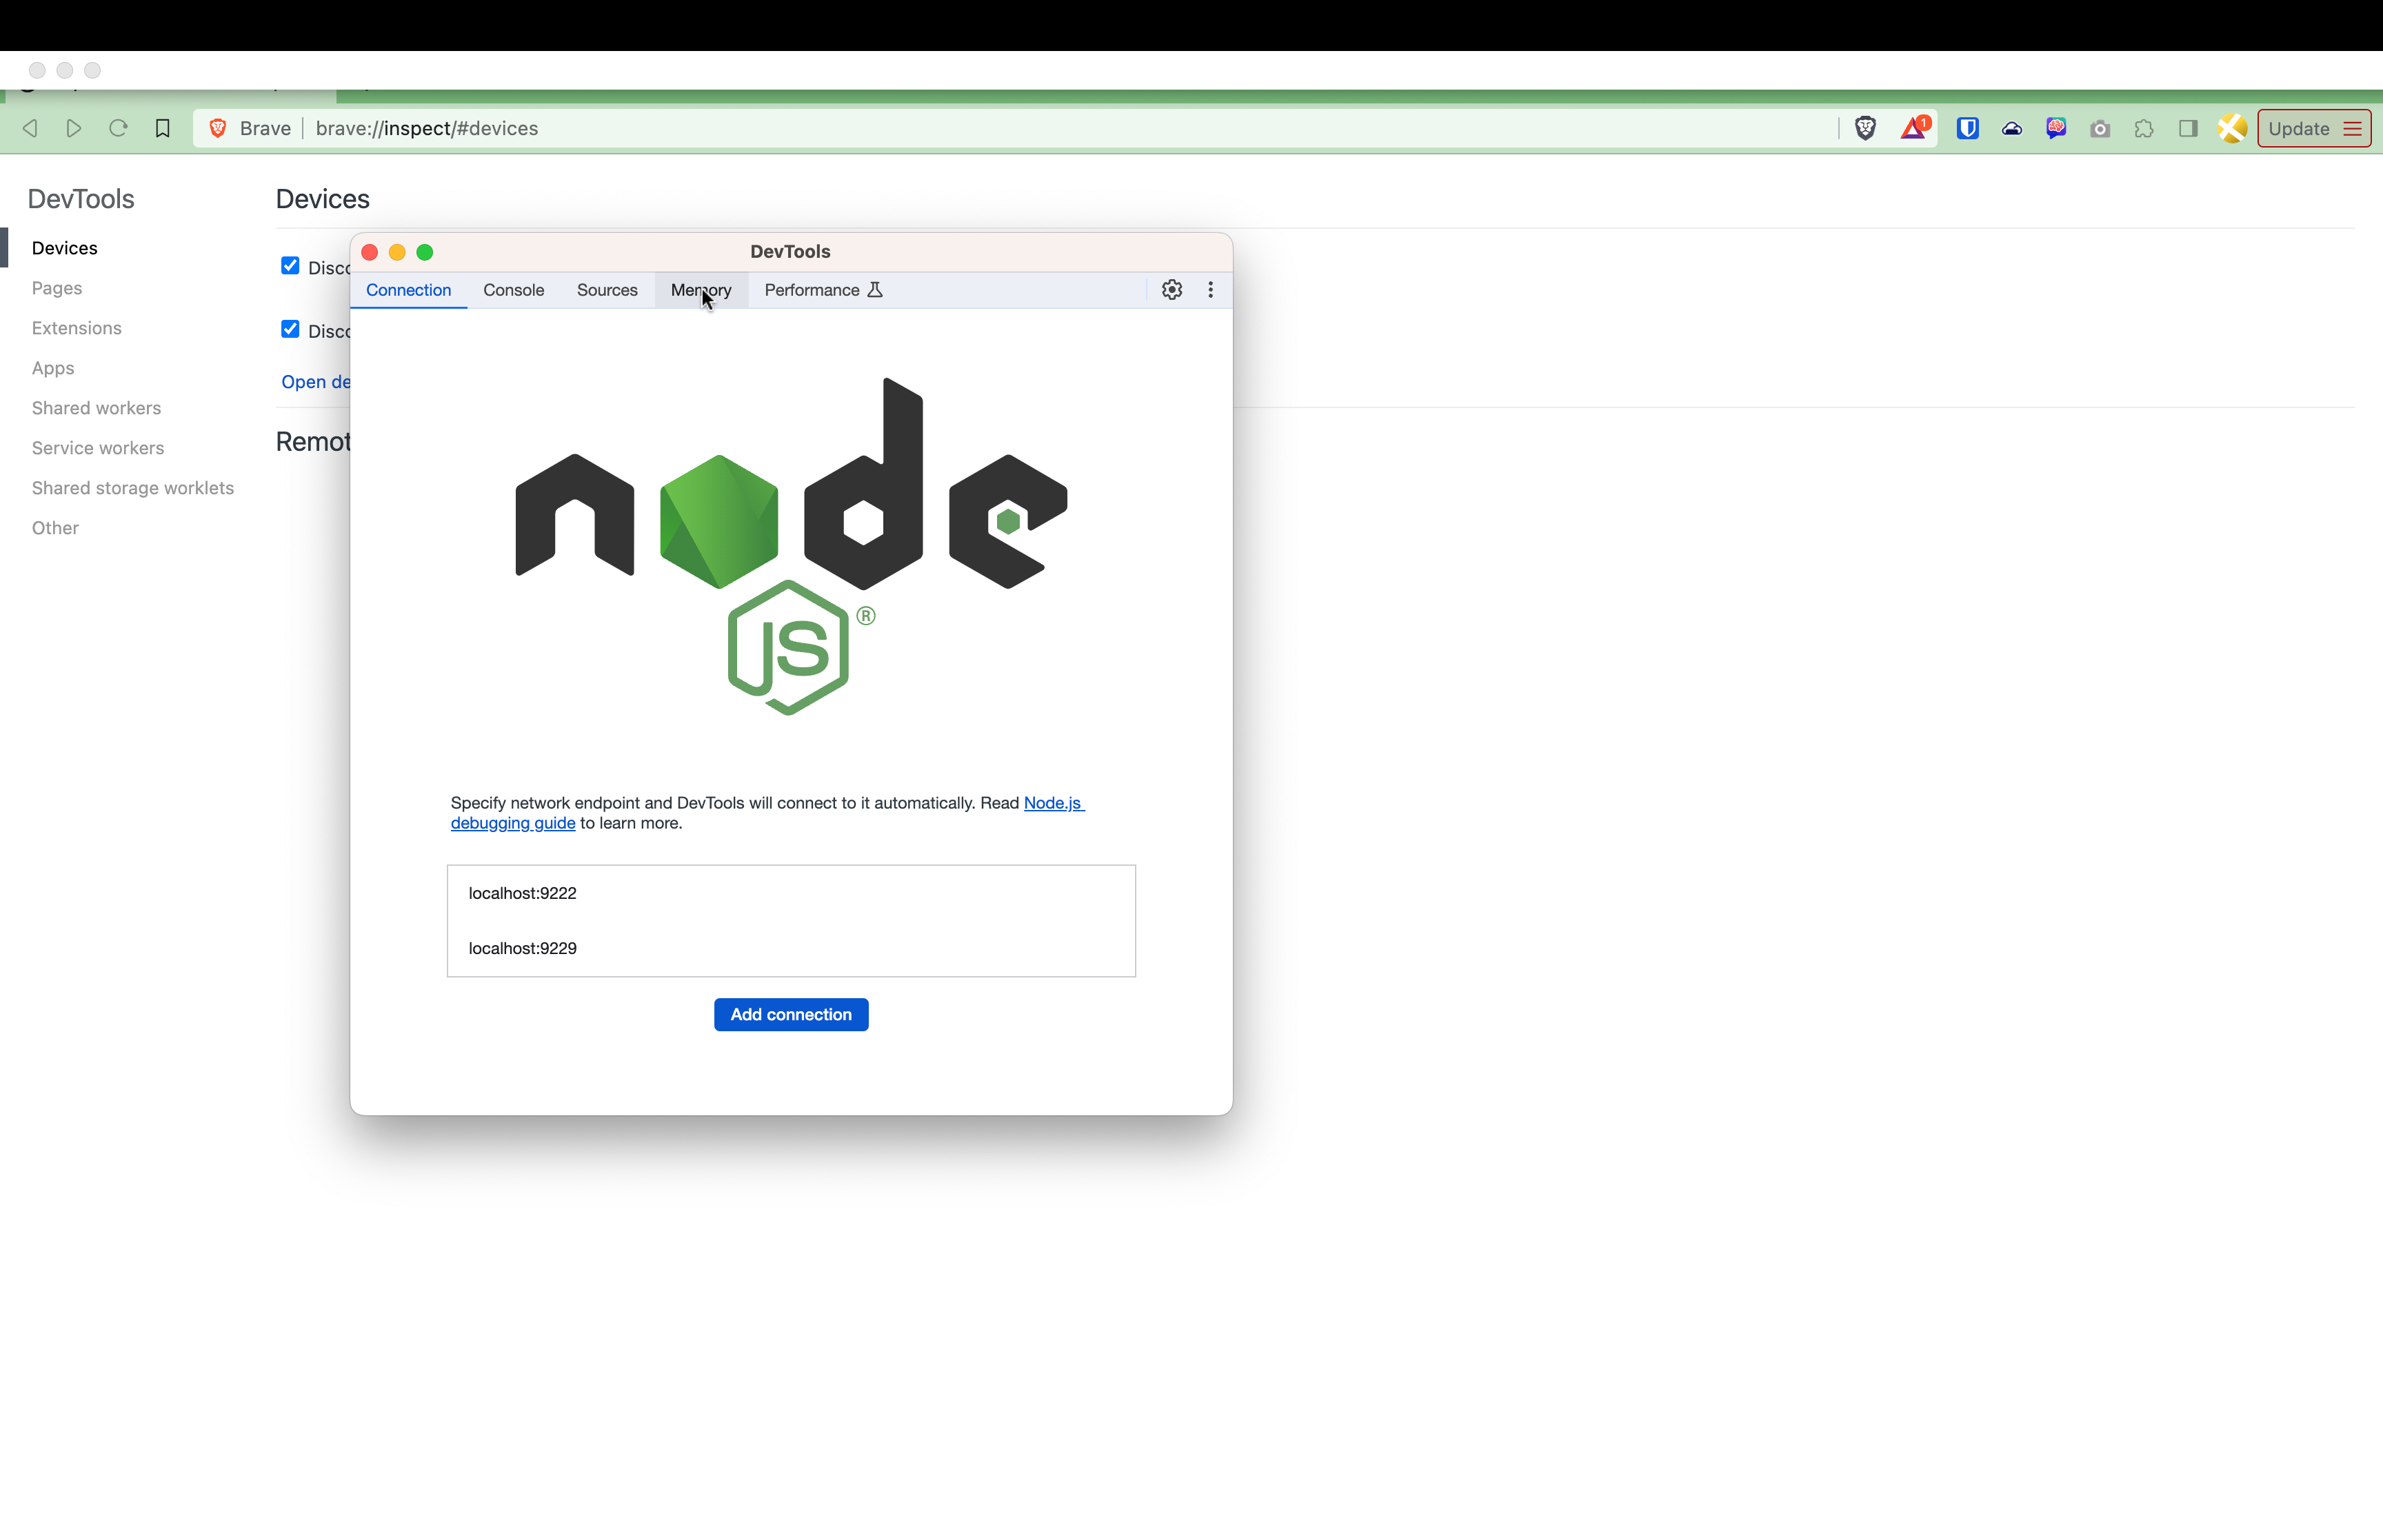 Brave
brave://inspect/#devices
1
Update
DevTools
Devices
Pages
Extensions
Apps
Shared workers
Service workers
Shared storage worklets
Other
Devices
Disco
Disco
Open de
Remot
DevTools
Connection
Console
Sources
Memory
Performance
node
JS
®
Specify network endpoint and DevTools will connect to it automatically. Read Node.js
debugging guide to learn more.
localhost:9222
localhost:9229
Add connection